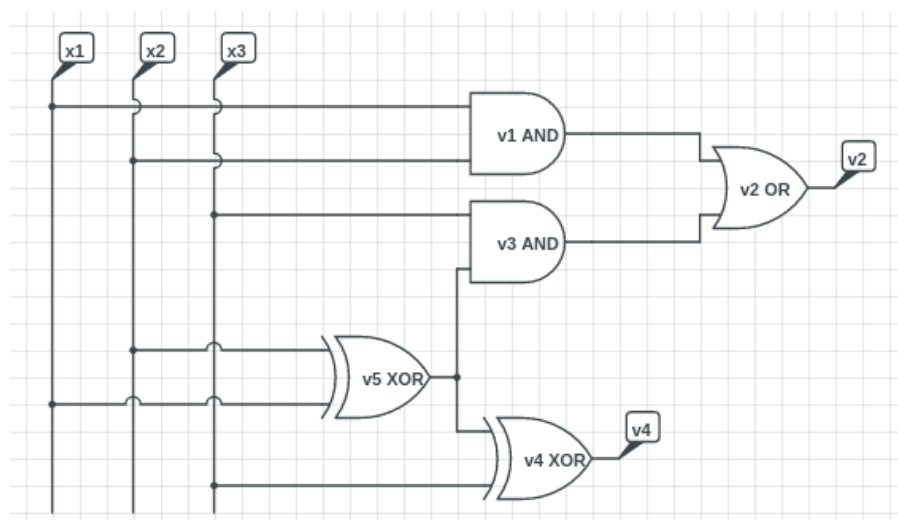 x1
x2
x3
v1 AND
v2
v2 OR
v3 AND
v5 XOR
v4
v4 XOR